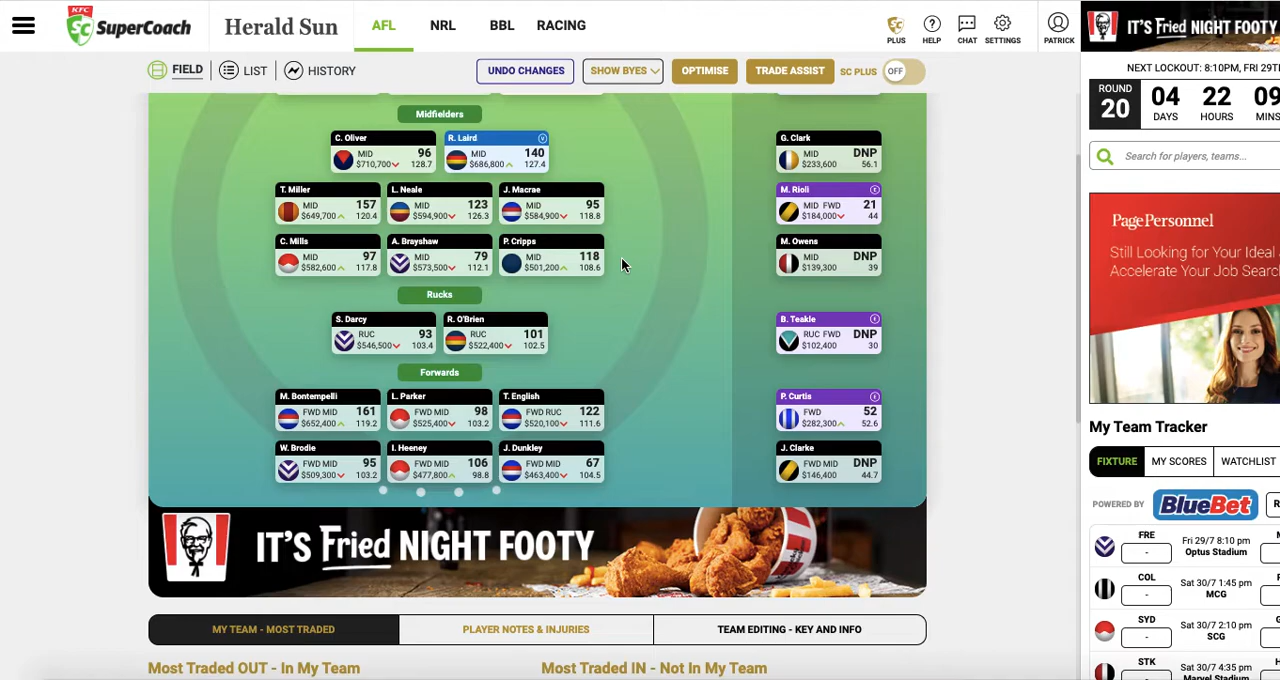 KFC SC SuperCoach
Herald Sun
AFL NRL BBL RACING
PLUS HELP CHAT SETTINGS PATRICK
IT'S Fried NIGHT FOOTY
FIELD LIST HISTORY
UNDO CHANGES SHOW BYES OPTIMISE TRADE ASSIST SC PLUS OFF
NEXT LOCKOUT: 8:10PM, FRI 29TH
ROUND 20
04 DAYS 22 HOURS 09 MINS
Search for players, teams...
Midfielders
C. Oliver MID 96 $710,700 128.7
R. Laird V MID 140 $686,800 127.4
G. Clark MID DNP $233,600 56.1
T. Miller MID 157 $649,700 120.4
L. Neale MID 123 $594,900 126.3
J. Macrae MID 95 $584,900 118.8
M. Rioli E MID FWD 21 $184,000 44
C. Mills MID 97 $582,600 117.8
A. Brayshaw MID 79 $573,500 112.1
P. Cripps MID 118 $501,200 108.6
M. Owens MID DNP $139,300 39
Rucks
S. Darcy RUC 93 $546,500 103.4
R. O'Brien RUC 101 $522,400 102.5
B. Teakle E RUC FWD DNP $102,400 30
Forwards
M. Bontempelli FWD MID 161 $652,400 119.2
L. Parker FWD MID 98 $525,400 103.2
T. English FWD RUC 122 $520,100 111.6
P. Curtis E FWD 52 $282,300 52.6
W. Brodie FWD MID 95 $509,300 103.2
I. Heeney FWD MID 106 $477,800 98.8
J. Dunkley FWD MID 67 $463,400 104.5
J. Clarke FWD MID DNP $146,400 44.7
KFC IT'S Fried NIGHT FOOTY
MY TEAM - MOST TRADED PLAYER NOTES & INJURIES TEAM EDITING - KEY AND INFO
Most Traded OUT - In My Team
Most Traded IN - Not In My Team
PagePersonnel
Still Looking for Your Ideal
Accelerate Your Job Search
My Team Tracker
FIXTURE MY SCORES WATCHLIST
POWERED BY BlueBet
FRE - Fri 29/7 8:10 pm Optus Stadium
COL - Sat 30/7 1:45 pm MCG
SYD - Sat 30/7 2:10 pm SCG
STK Sat 30/7 4:35 pm Marvel Stadium